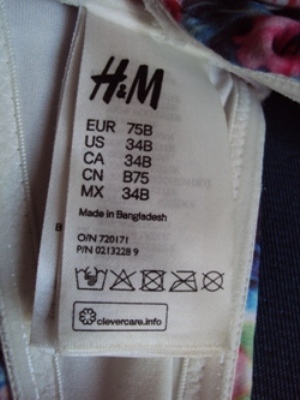 H&M
EUR 75B
US 34B
CA 34B
CN B75
MX 34B
Made in Bangladesh
O/N 720171
P/N 0213228 9
clevercare.info